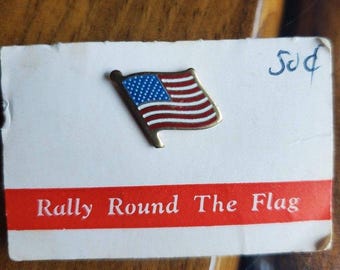 50¢
Rally Round The Flag